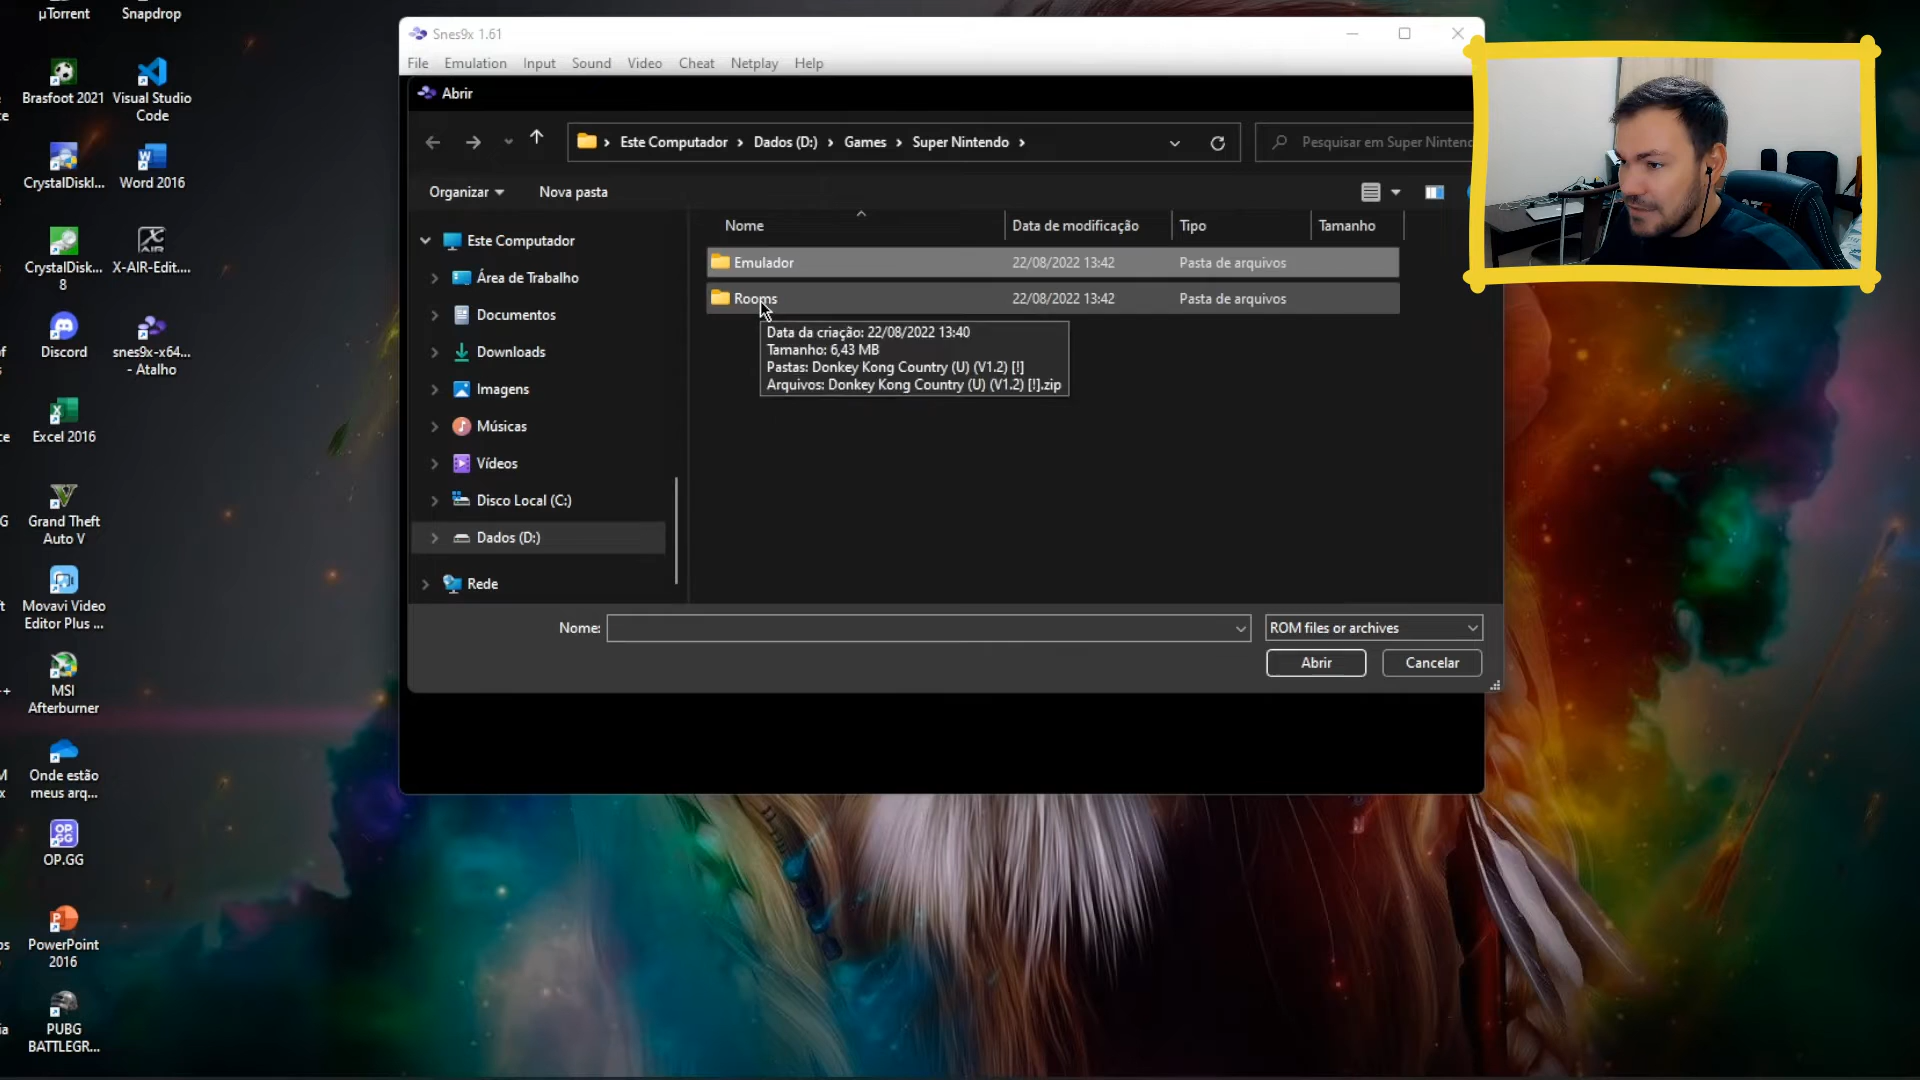 µTorrent
Snapdrop
Brasfoot 2021
Visual Studio
Code
CrystalDiskI...
Word 2016
CrystalDisk...
8
X-AIR-Edit....
Discord
snes9x-x64...
- Atalho
Excel 2016
Grand Theft
Auto V
Movavi Video
Editor Plus ...
MSI
Afterburner
Onde estão
meus arq...
OP.GG
PowerPoint
2016
PUBG
BATTLEGR...
Snes9x 1.61
File Emulation Input Sound Video Cheat Netplay Help
Abrir
Este Computador Dados (D:) Games Super Nintendo
Pesquisar em Super Nintend
Organizar Nova pasta
Nome Data de modificação Tipo Tamanho
Emulador 22/08/2022 13:42 Pasta de arquivos
Rooms 22/08/2022 13:42 Pasta de arquivos
Data da criação: 22/08/2022 13:40
Tamanho: 6,43 MB
Pastas: Donkey Kong Country (U) (V1.2) [!]
Arquivos: Donkey Kong Country (U) (V1.2) [!].zip
Este Computador
Área de Trabalho
Documentos
Downloads
Imagens
Músicas
Vídeos
Disco Local (C:)
Dados (D:)
Rede
Nome:
ROM files or archives
Abrir Cancelar